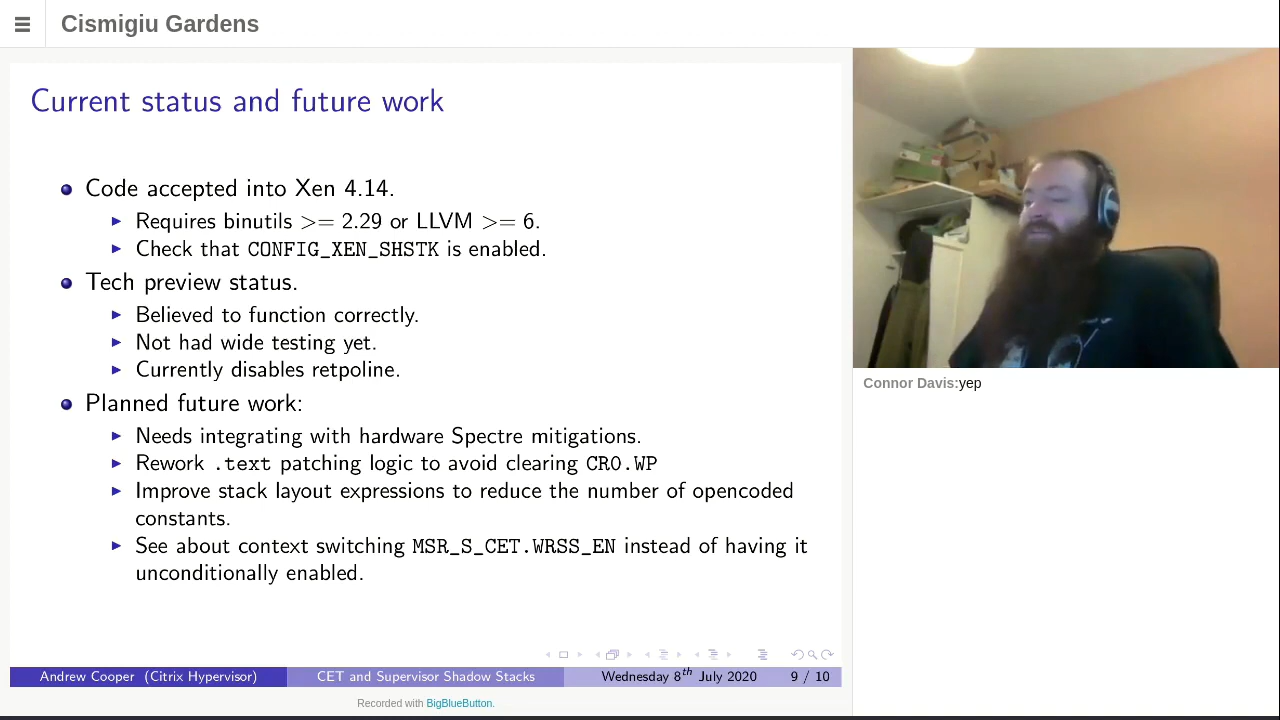 Cismigiu Gardens
Current status and future work
Code accepted into Xen 4.14.
Requires binutils >= 2.29 or LLVM >= 6.
Check that CONFIG_XEN_SHSTK is enabled.
Tech preview status.
Believed to function correctly.
Not had wide testing yet.
Currently disables retpoline.
Planned future work:
Needs integrating with hardware Spectre mitigations.
Rework .text patching logic to avoid clearing CR0.WP
Improve stack layout expressions to reduce the number of opencoded
constants.
See about context switching MSR_S_CET.WRSS_EN instead of having it
unconditionally enabled.
Andrew Cooper (Citrix Hypervisor) CET and Supervisor Shadow Stacks Wednesday 8th July 2020 9 / 10
Recorded with BigBlueButton.
Connor Davis:yep